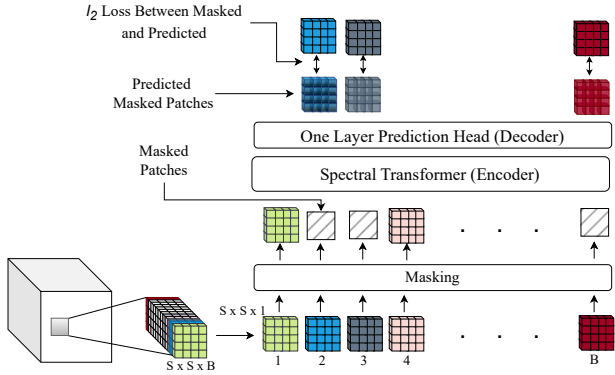 l2 Loss Between Masked
and Predicted
Predicted
Masked Patches
One Layer Prediction Head (Decoder)
Masked
Patches
Spectral Transformer (Encoder)
. . .
Masking
S x S x 1
. . .
S x S x B
1 2 3 4 B